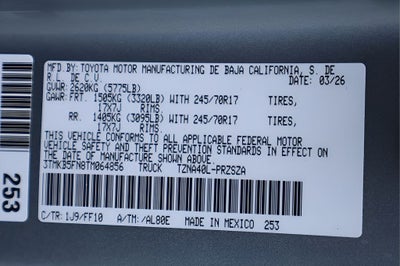 MFD.BY:TOYOTA MOTOR MANUFACTURING DE BAJA CALIFORNIA, S. DE
R.L. DE C.V. 03/26
GVWR: 2620KG (5775LB)
GAWR: FRT. 1505KG (3320LB) WITH 245/70R17 TIRES,
17X7J RIMS
RR. 1405KG (3095LB) WITH 245/70R17 TIRES,
17X7J RIMS
THIS VEHICLE CONFORMS TO ALL APPLICABLE FEDERAL MOTOR
VEHICLE SAFETY AND THEFT PREVENTION STANDARDS IN EFFECT
ON THE DATE OF MANUFACTURE SHOWN ABOVE.
3TMKB5FN8TM064856 TRUCK TZNA40L-PRZSZA
C/TR: 1J9/FF10 A/TM: /AL80E MADE IN MEXICO 253
253